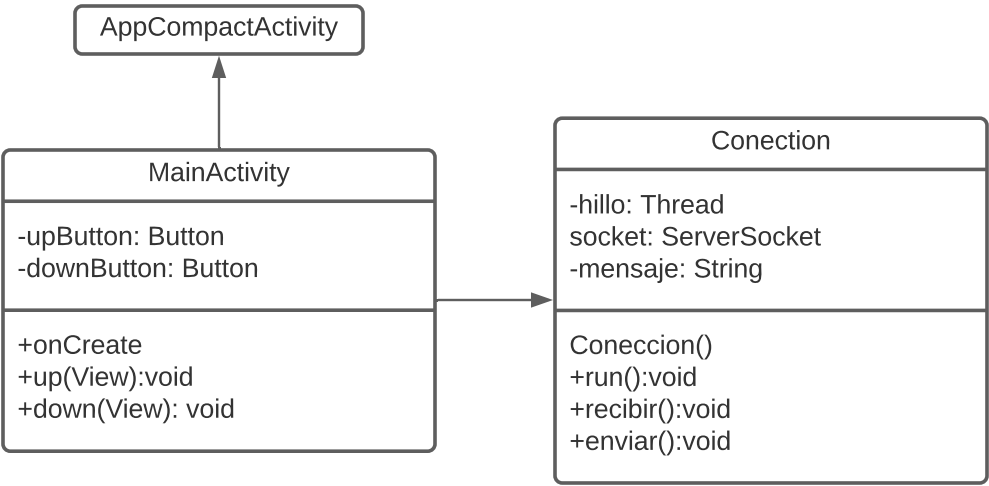 AppCompactActivity
MainActivity
-upButton: Button
-downButton: Button
+onCreate
+up(View):void
+down(View): void
Conection
-hillo: Thread
socket: ServerSocket
-mensaje: String
Coneccion()
+run():void
+recibir():void
+enviar():void